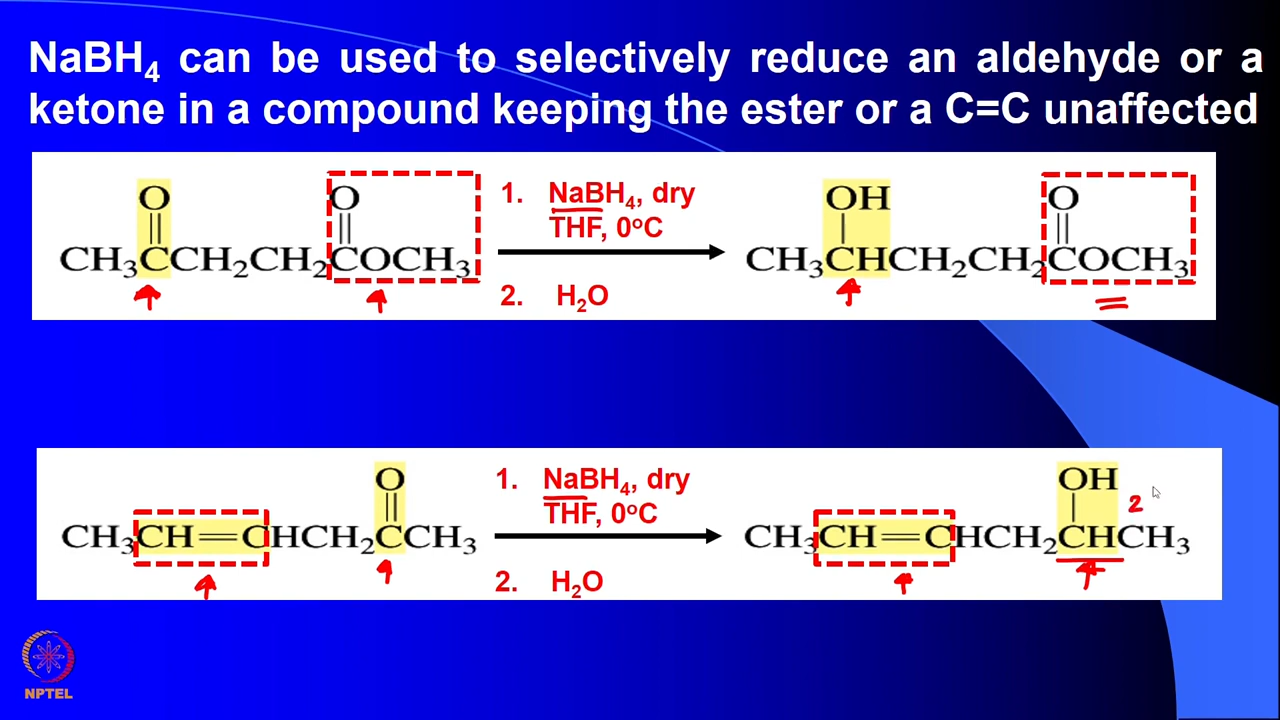 NaBH₄ can be used to selectively reduce an aldehyde or a
ketone in a compound keeping the ester or a C=C unaffected
O O 1. NaBH₄, dry OH O
THF, 0ᵒC
CH₃CCH₂CH₂COCH₃ CH₃CHCH₂CH₂COCH₃
2. H₂O
O 1. NaBH₄, dry OH
THF, 0ᵒC 2
CH₃CH=CHCH₂CCH₃ CH₃CH=CHCH₂CHCH₃
2. H₂O
NPTEL